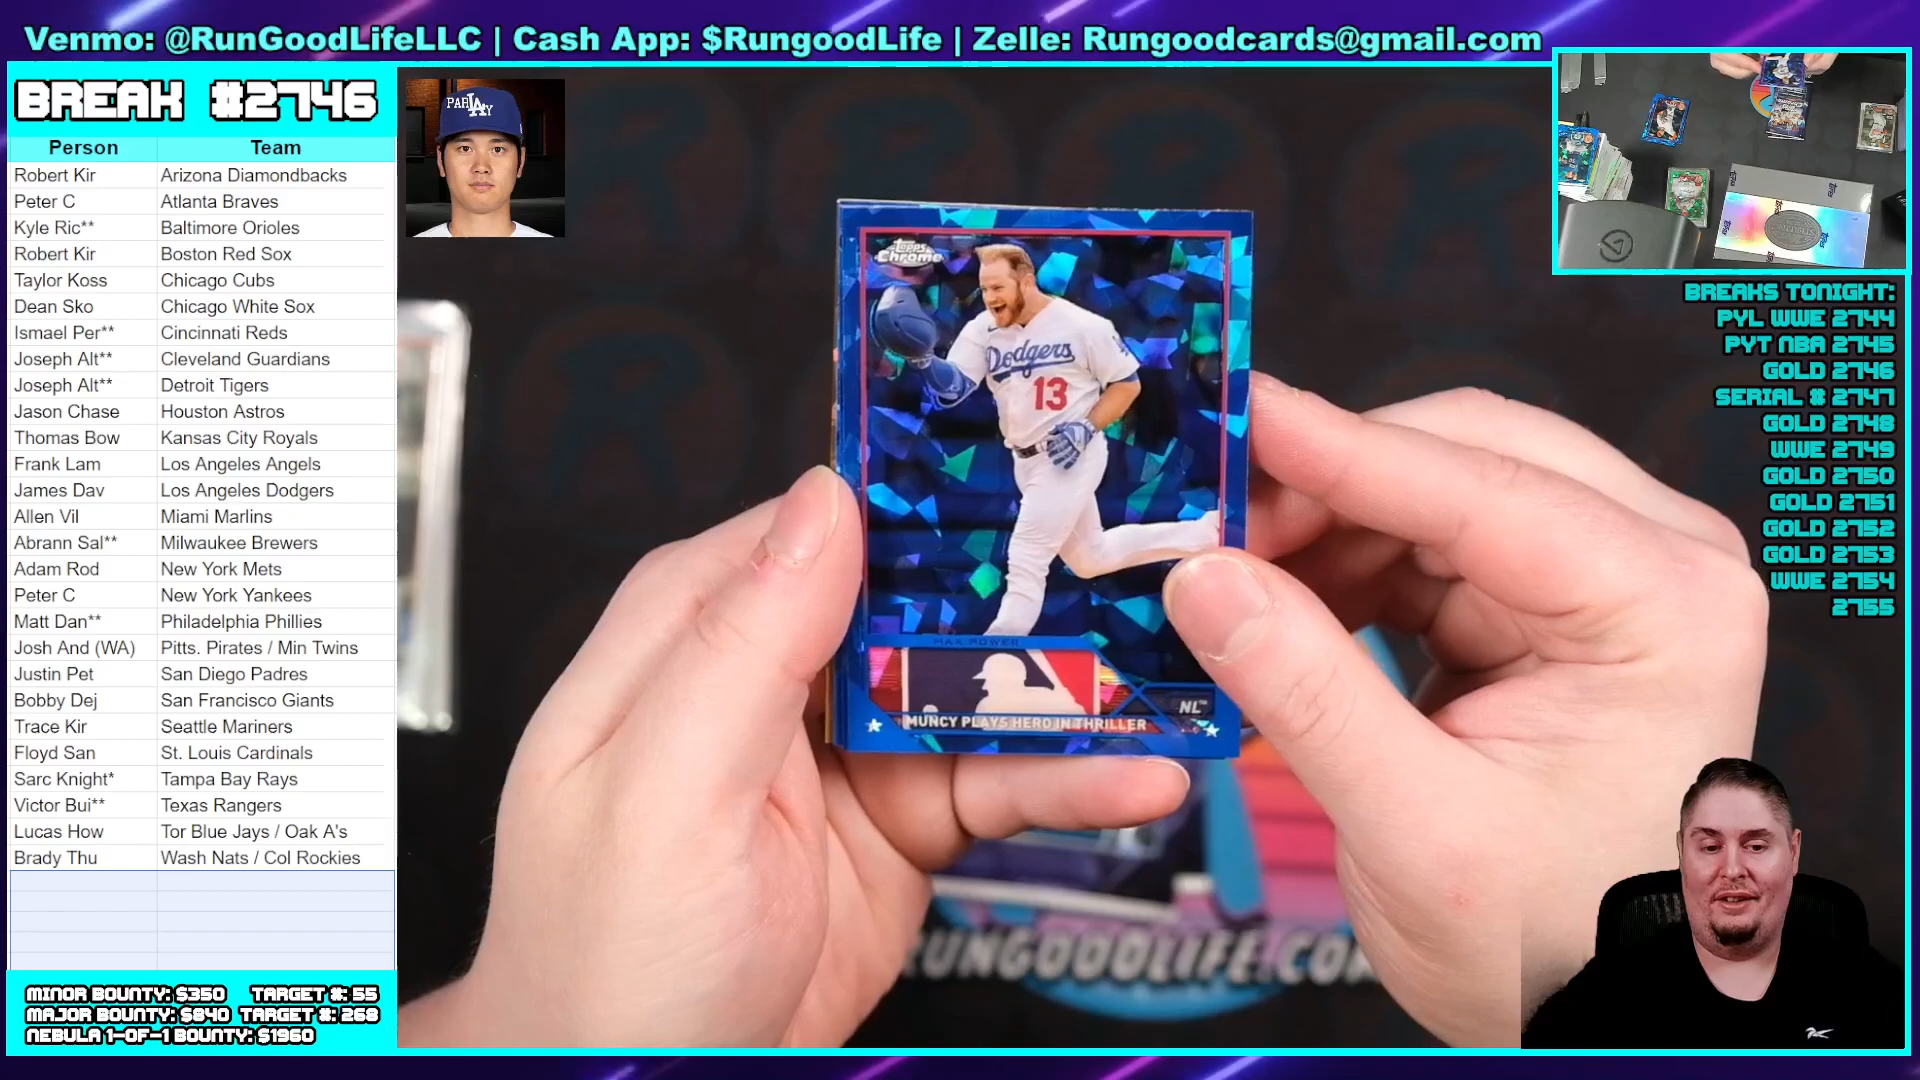 Venmo: @RunGoodLifeLLC | Cash App: $RungoodLife | Zelle: Rungoodcards@gmail.com
BREAK #2746
Person Team
Robert Kir Arizona Diamondbacks
Peter C Atlanta Braves
Kyle Ric** Baltimore Orioles
Robert Kir Boston Red Sox
Taylor Koss Chicago Cubs
Dean Sko Chicago White Sox
Ismael Per** Cincinnati Reds
Joseph Alt** Cleveland Guardians
Joseph Alt** Detroit Tigers
Jason Chase Houston Astros
Thomas Bow Kansas City Royals
Frank Lam Los Angeles Angels
James Dav Los Angeles Dodgers
Allen Vil Miami Marlins
Abrann Sal** Milwaukee Brewers
Adam Rod New York Mets
Peter C New York Yankees
Matt Dan** Philadelphia Phillies
Josh And (WA) Pitts. Pirates / Min Twins
Justin Pet San Diego Padres
Bobby Dej San Francisco Giants
Trace Kir Seattle Mariners
Floyd San St. Louis Cardinals
Sarc Knight* Tampa Bay Rays
Victor Bui** Texas Rangers
Lucas How Tor Blue Jays / Oak A's
Brady Thu Wash Nats / Col Rockies
MINOR BOUNTY: $350 TARGET #: 55
MAJOR BOUNTY: $840 TARGET #: 268
NEBULA 1-OF-1 BOUNTY: $1960
PARLAY
Topps
Chrome
Dodgers
13
MAX POWER
NL
MUNCY PLAYS HERO IN THRILLER
RUNGOODLIFE.CO
BREAKS TONIGHT:
PYL WWE 2744
PYT NBA 2745
GOLD 2746
SERIAL # 2747
GOLD 2748
WWE 2749
GOLD 2750
GOLD 2751
GOLD 2752
GOLD 2753
WWE 2754
2755